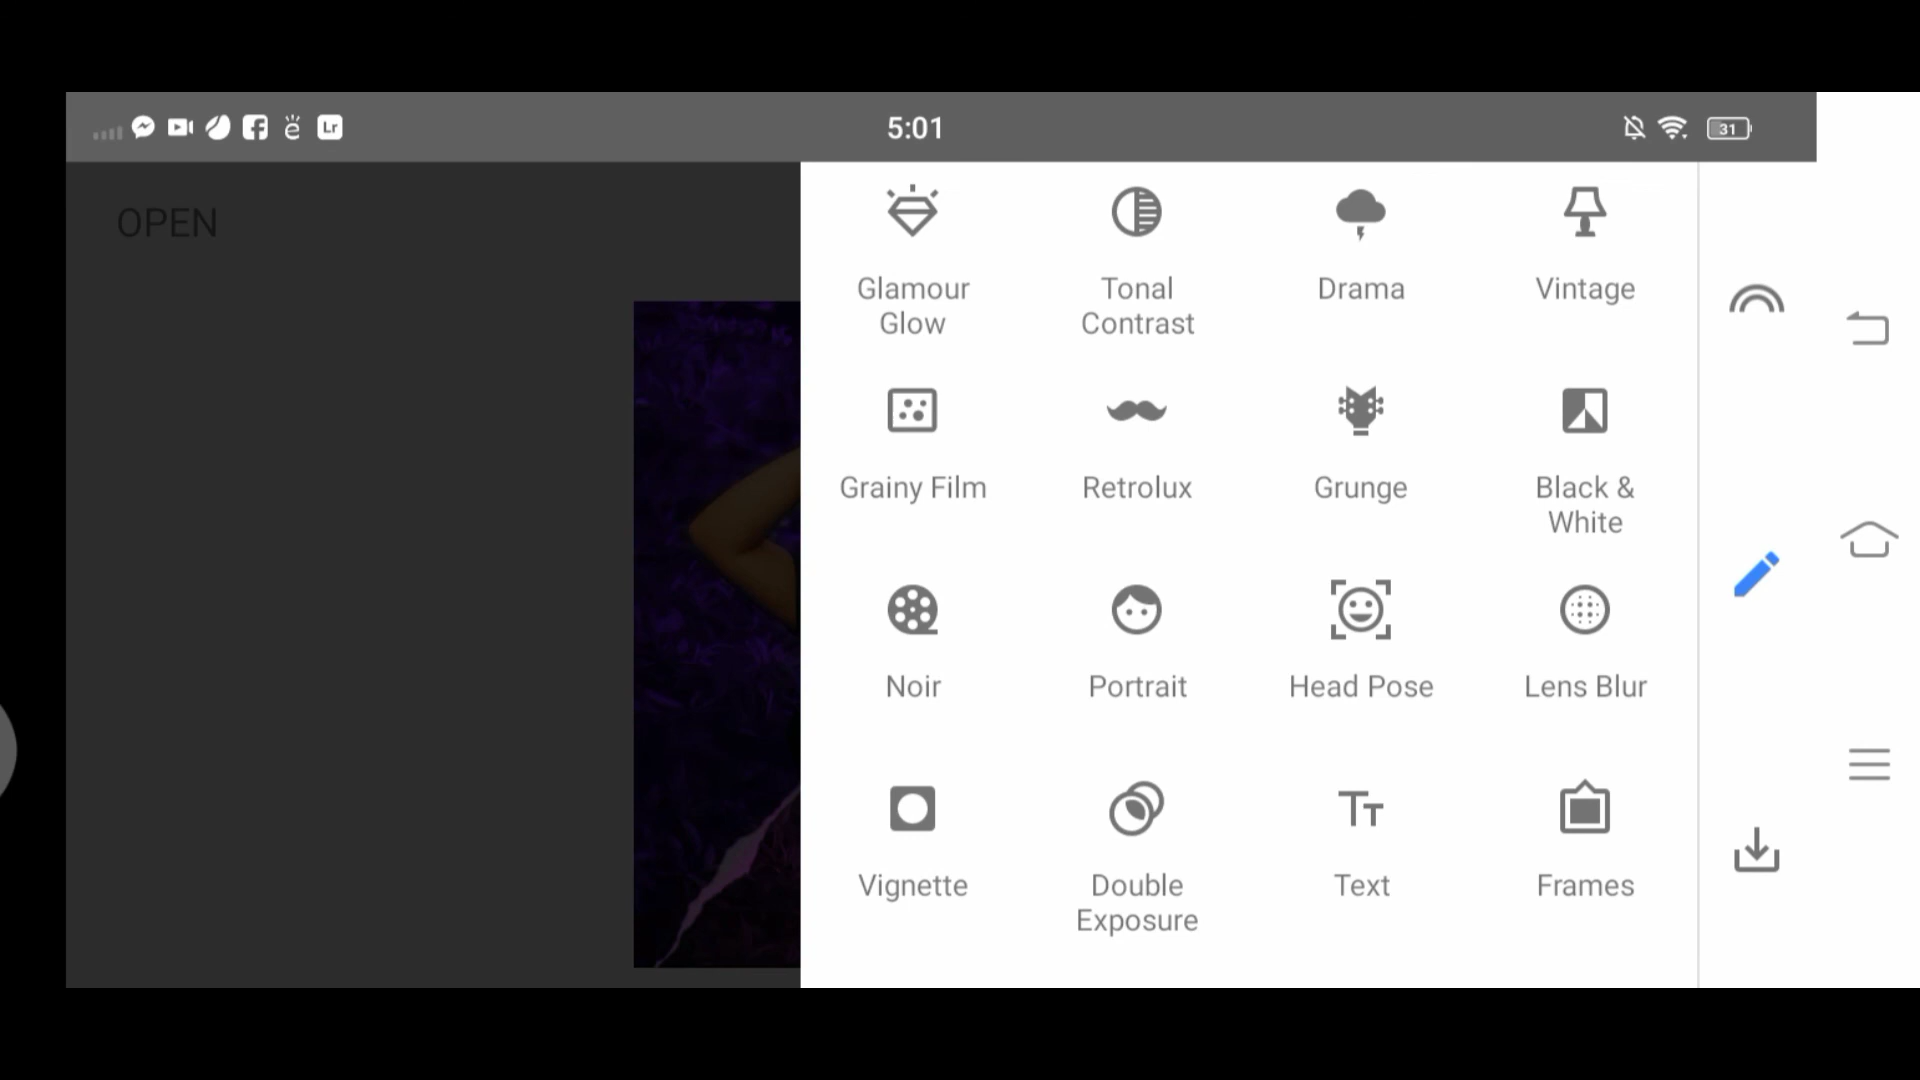 Lr
5:01
31
OPEN
Glamour
Glow
Tonal
Contrast
Drama
Vintage
Grainy Film
Retrolux
Grunge
Black &
White
Noir
Portrait
Head Pose
Lens Blur
Vignette
Double
Exposure
Text
Frames